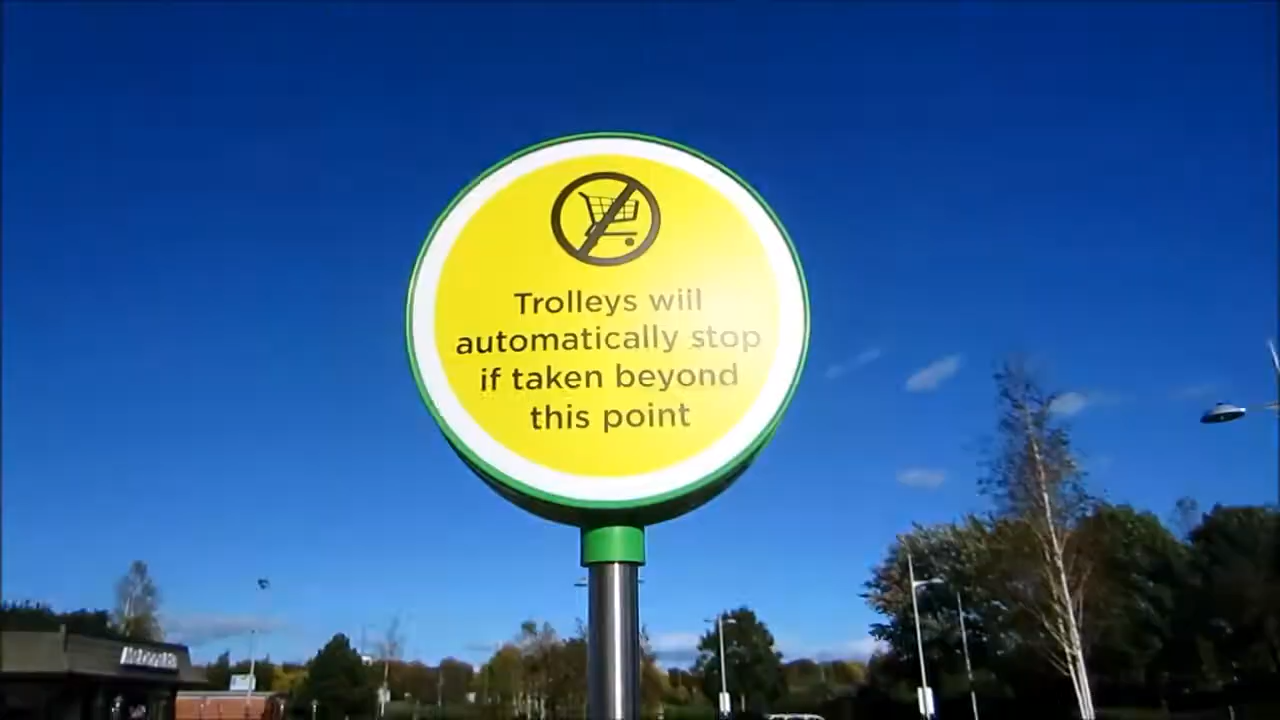 Trolleys will
automatically stop
if taken beyond
this point